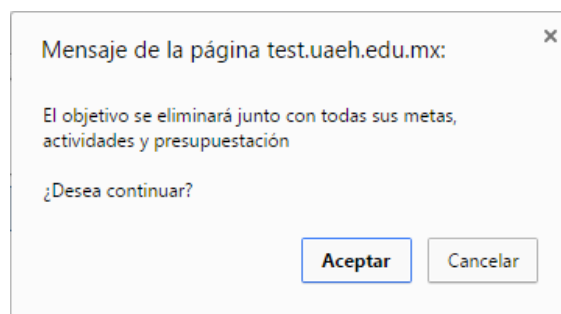 Mensaje de la página test.uaeh.edu.mx:
El objetivo se eliminará junto con todas sus metas,
actividades y presupuestación
¿Desea continuar?
Aceptar
Cancelar